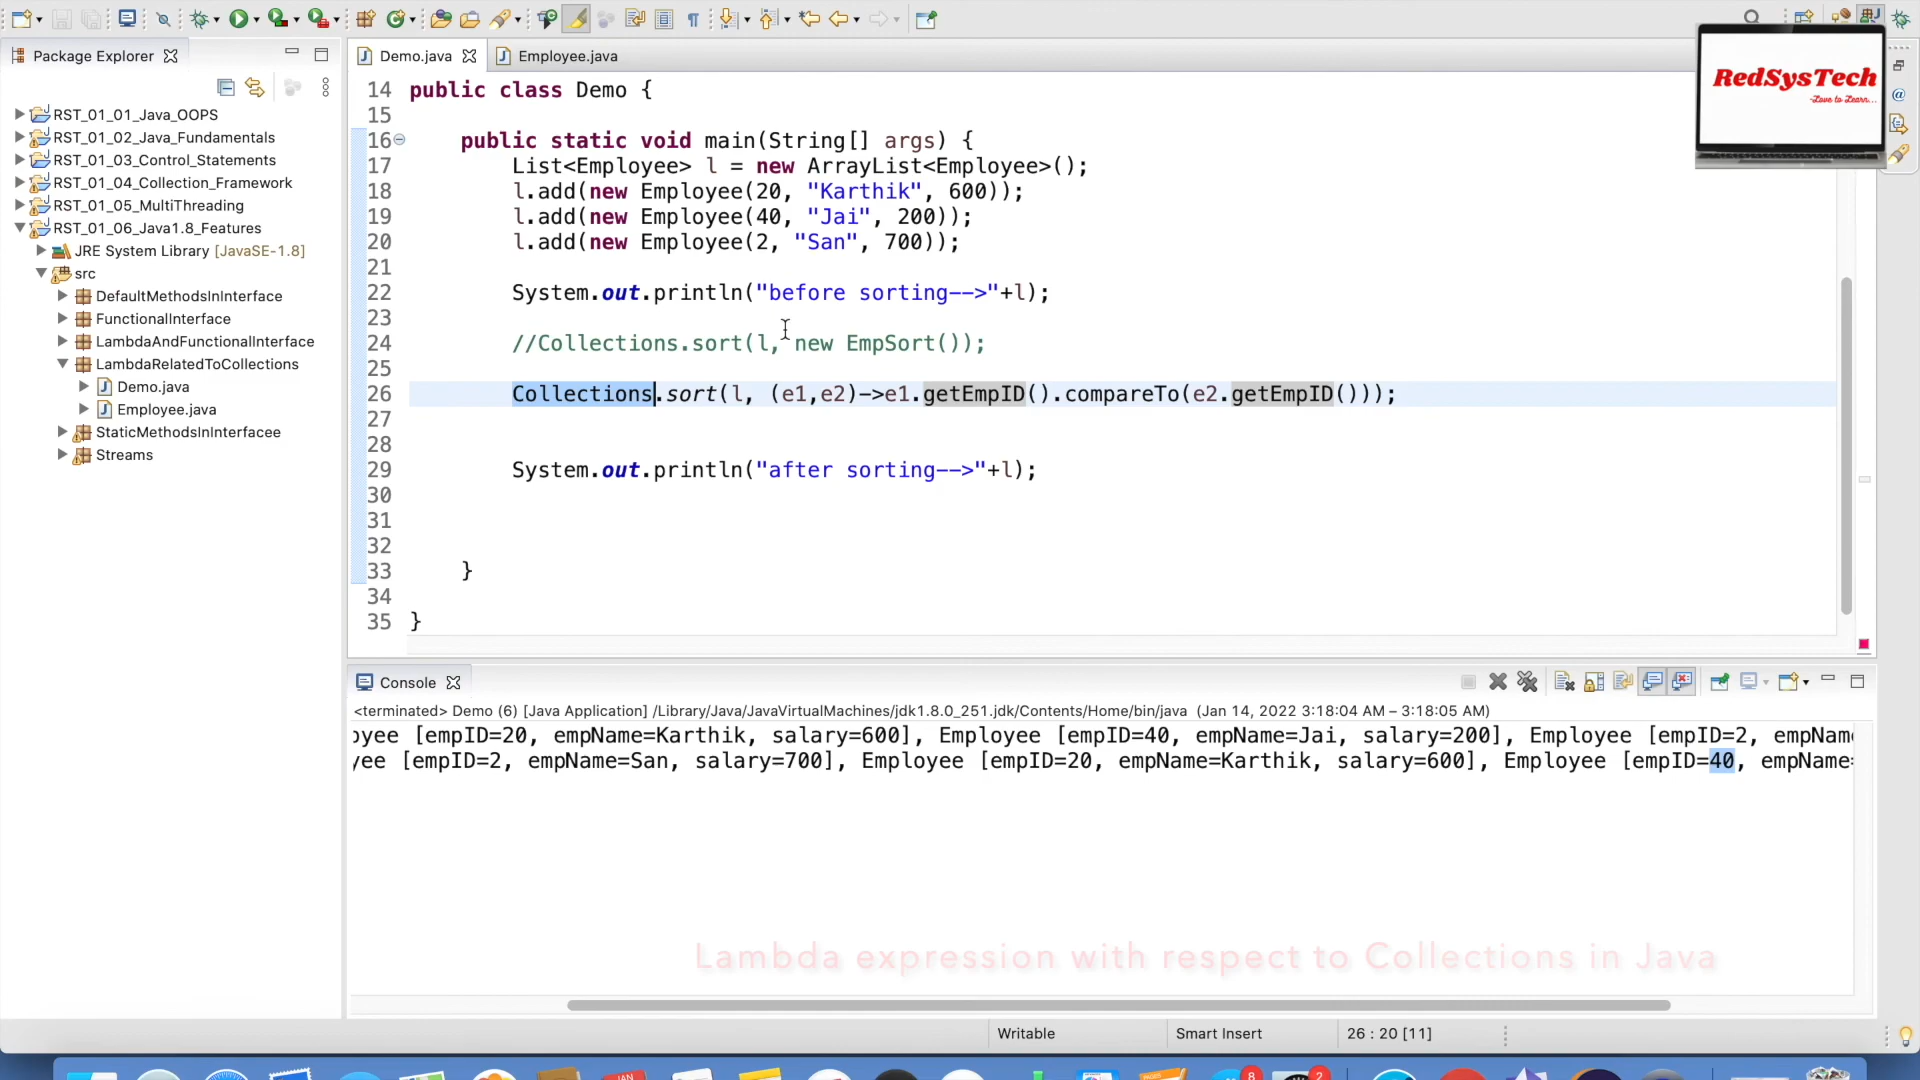 Package Explorer
RST_01_01_Java_OOPS
RST_01_02_Java_Fundamentals
RST_01_03_Control_Statements
RST_01_04_Collection_Framework
RST_01_05_MultiThreading
RST_01_06_Java1.8_Features
JRE System Library [JavaSE-1.8]
src
DefaultMethodsInInterface
FunctionalInterface
LambdaAndFunctionalInterface
LambdaRelatedToCollections
Demo.java
Employee.java
StaticMethodsInInterfacee
Streams
Demo.java
Employee.java
14 public class Demo {
15
16 public static void main(String[] args) {
17 List<Employee> l = new ArrayList<Employee>();
18 l.add(new Employee(20, "Karthik", 600));
19 l.add(new Employee(40, "Jai", 200));
20 l.add(new Employee(2, "San", 700));
21
22 System.out.println("before sorting-->"+l);
23
24 //Collections.sort(l, new EmpSort());
25
26 Collections.sort(l, (e1,e2)->e1.getEmpID().compareTo(e2.getEmpID()));
27
28
29 System.out.println("after sorting-->"+l);
30
31
32
33 }
34
35 }
RedSysTech
-Love to Learn...
Console
<terminated> Demo (6) [Java Application] /Library/Java/JavaVirtualMachines/jdk1.8.0_251.jdk/Contents/Home/bin/java (Jan 14, 2022 3:18:04 AM – 3:18:05 AM)
oyee [empID=20, empName=Karthik, salary=600], Employee [empID=40, empName=Jai, salary=200], Employee [empID=2, empName
yee [empID=2, empName=San, salary=700], Employee [empID=20, empName=Karthik, salary=600], Employee [empID=40, empName=
Lambda expression with respect to Collections in Java
Writable
Smart Insert
26 : 20 [11]
JAN
8
2